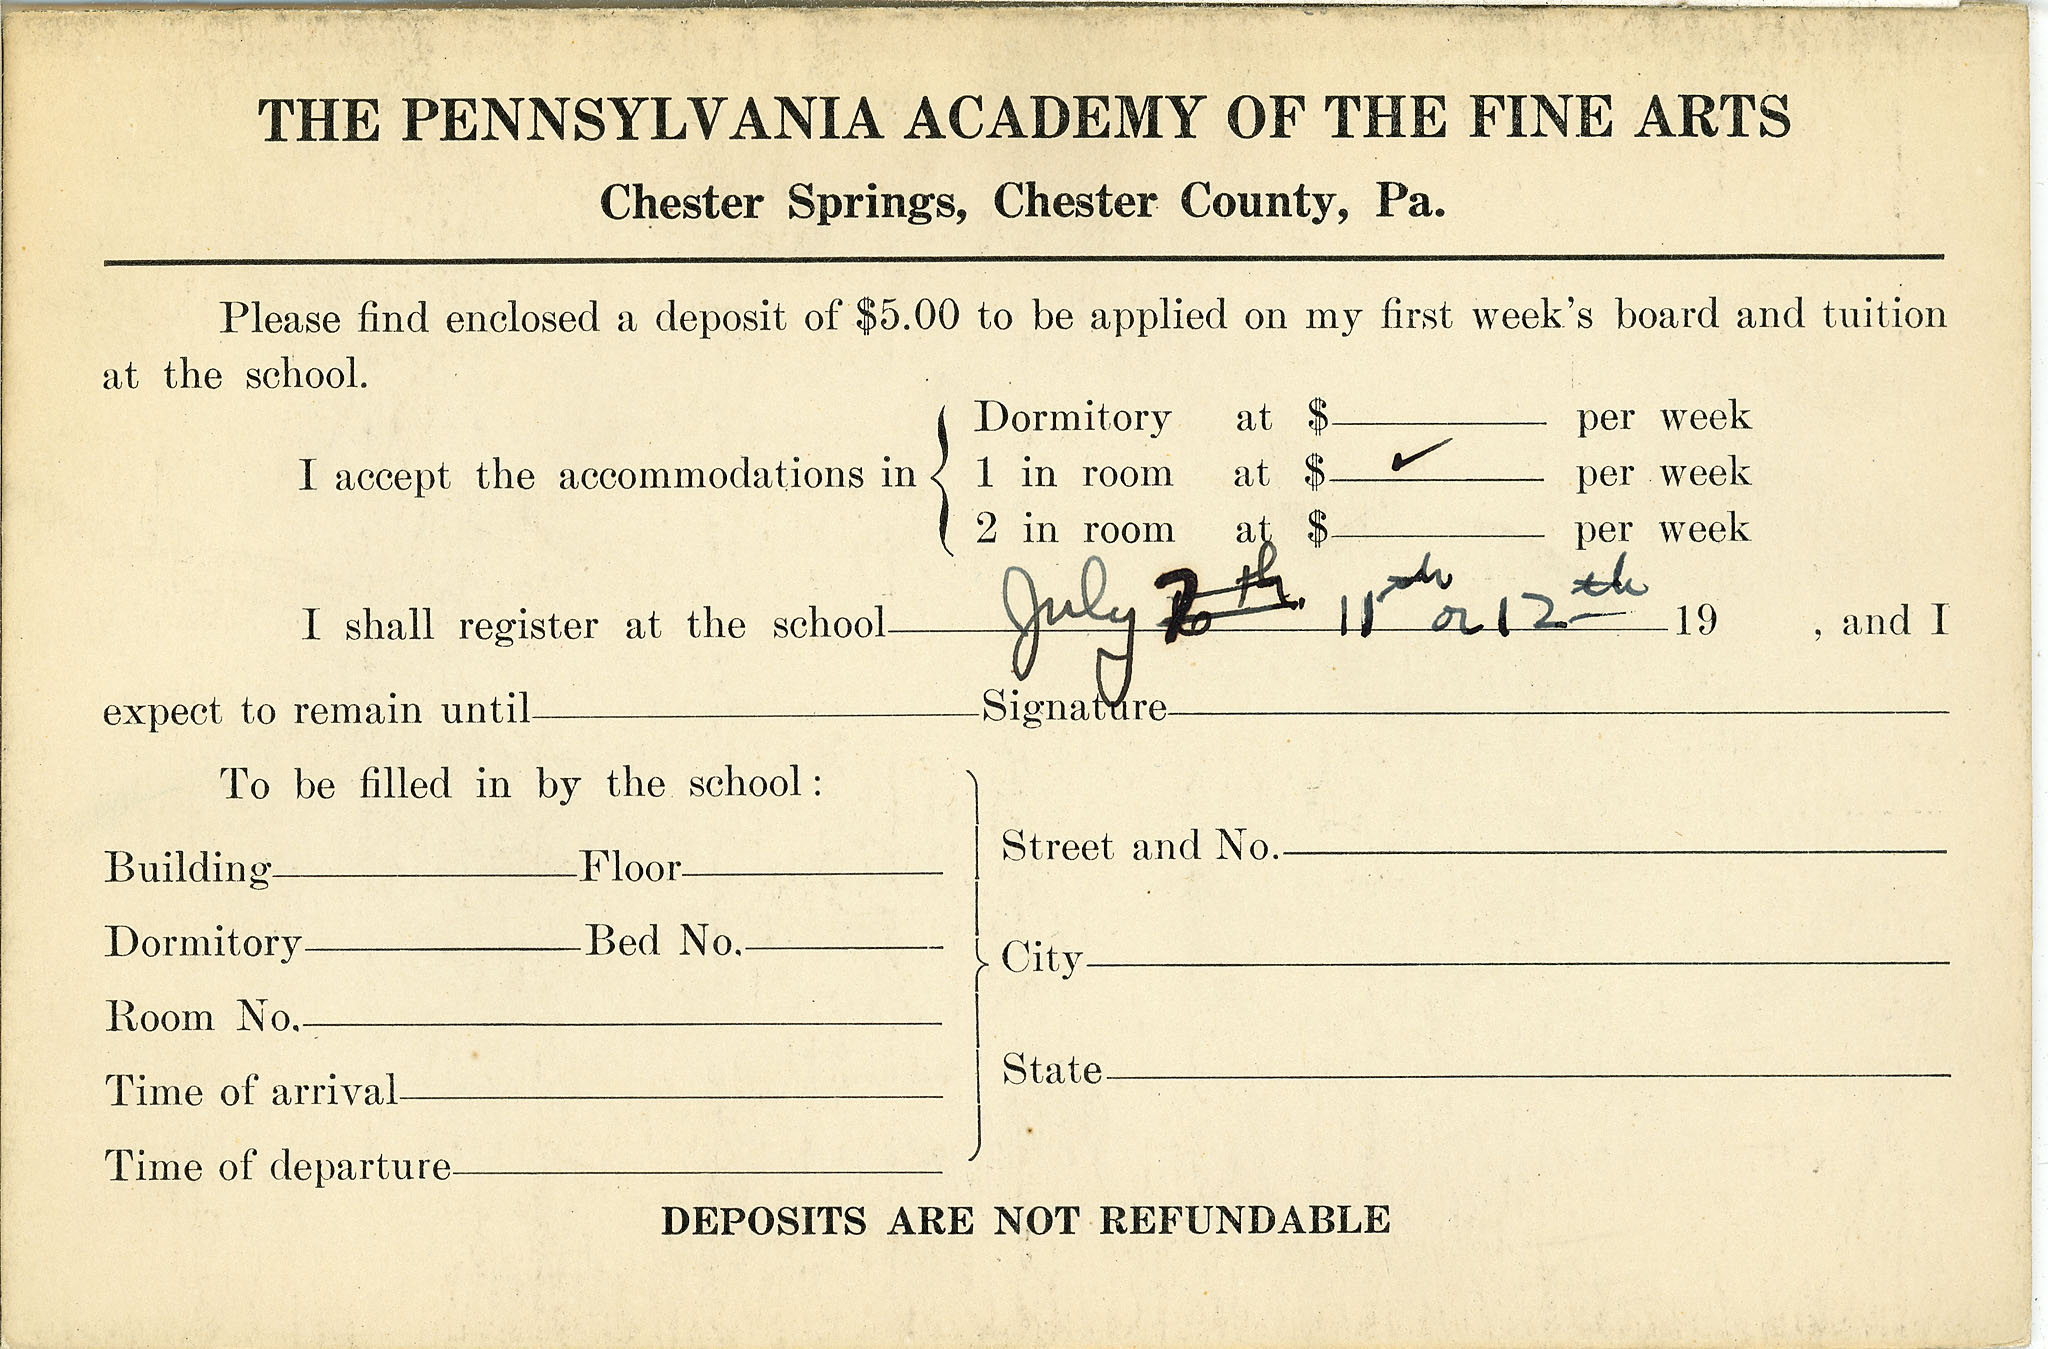 THE PENNSYLVANIA ACADEMY OF THE FINE ARTS
Chester Springs, Chester County, Pa.
Please find enclosed a deposit of $5.00 to be applied on my first week's board and tuition
at the school.
I accept the accommodations in
Dormitory at $ per week
1 in room at $ ✓ per week
2 in room at $ per week
I shall register at the school July 11th or 12th 19 , and I
expect to remain until Signature
To be filled in by the school:
Building Floor
Dormitory Bed No.
Room No.
Time of arrival
Time of departure
Street and No.
City
State
DEPOSITS ARE NOT REFUNDABLE